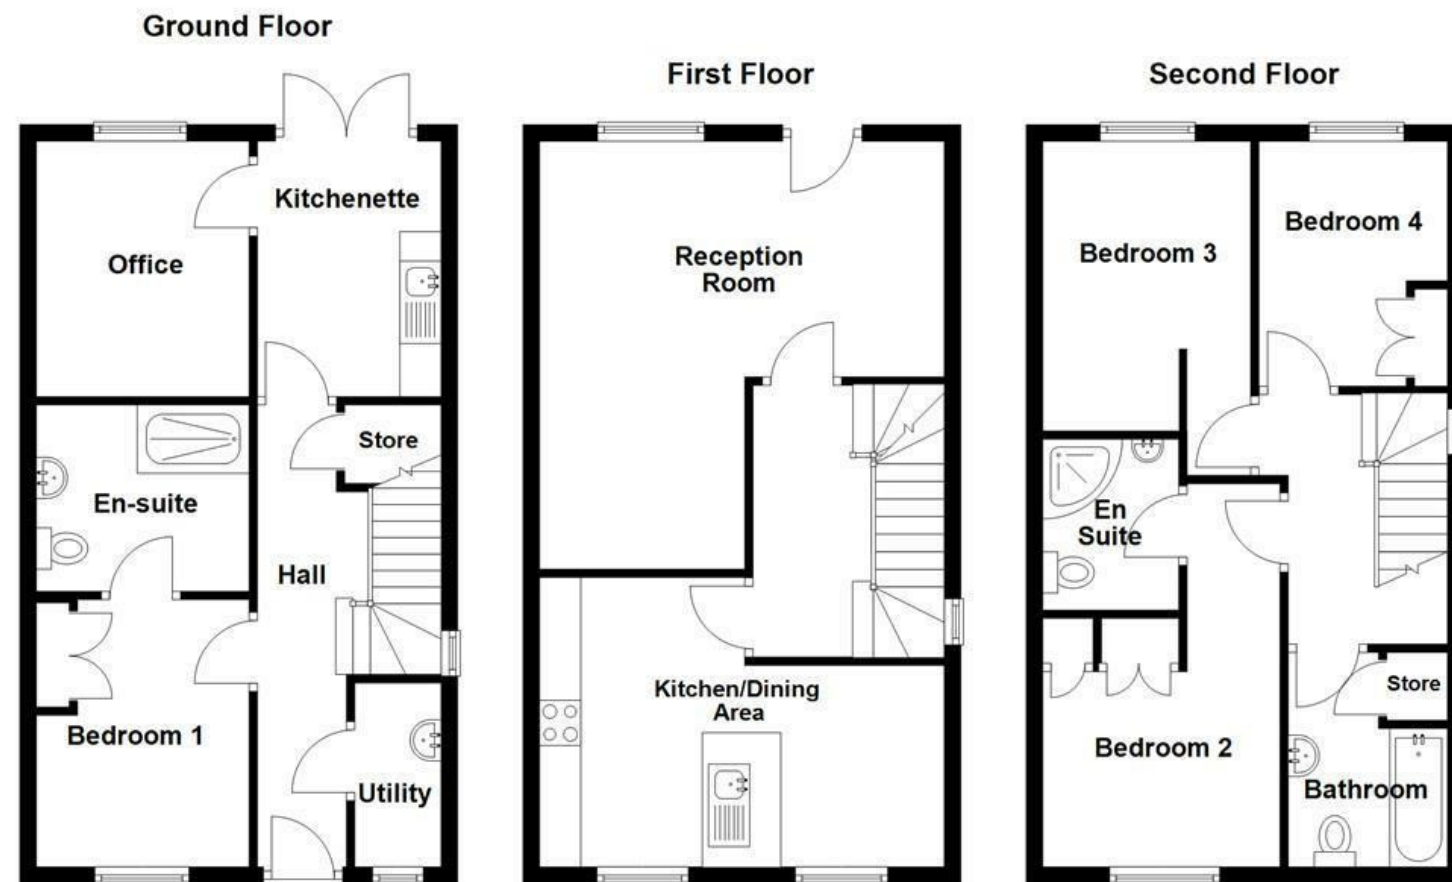 Ground Floor
Kitchenette
Office
Store
En-suite
Hall
Bedroom 1
Utility
First Floor
Reception
Room
Kitchen/Dining
Area
Second Floor
Bedroom 4
Bedroom 3
En
Suite
Store
Bedroom 2
Bathroom